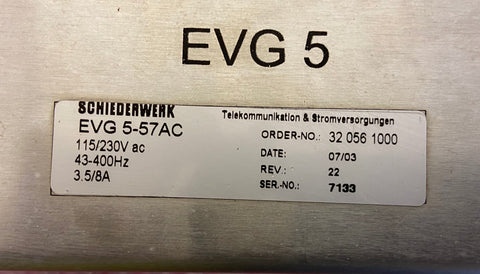 EVG 5
SCHIEDERWERK
EVG 5-57AC
115/230V ac
43-400Hz
3.5/8A
Telekommunikation & Stromversorgungen
ORDER-NO.: 32 056 1000
DATE: 07/03
REV.: 22
SER.-NO.: 7133